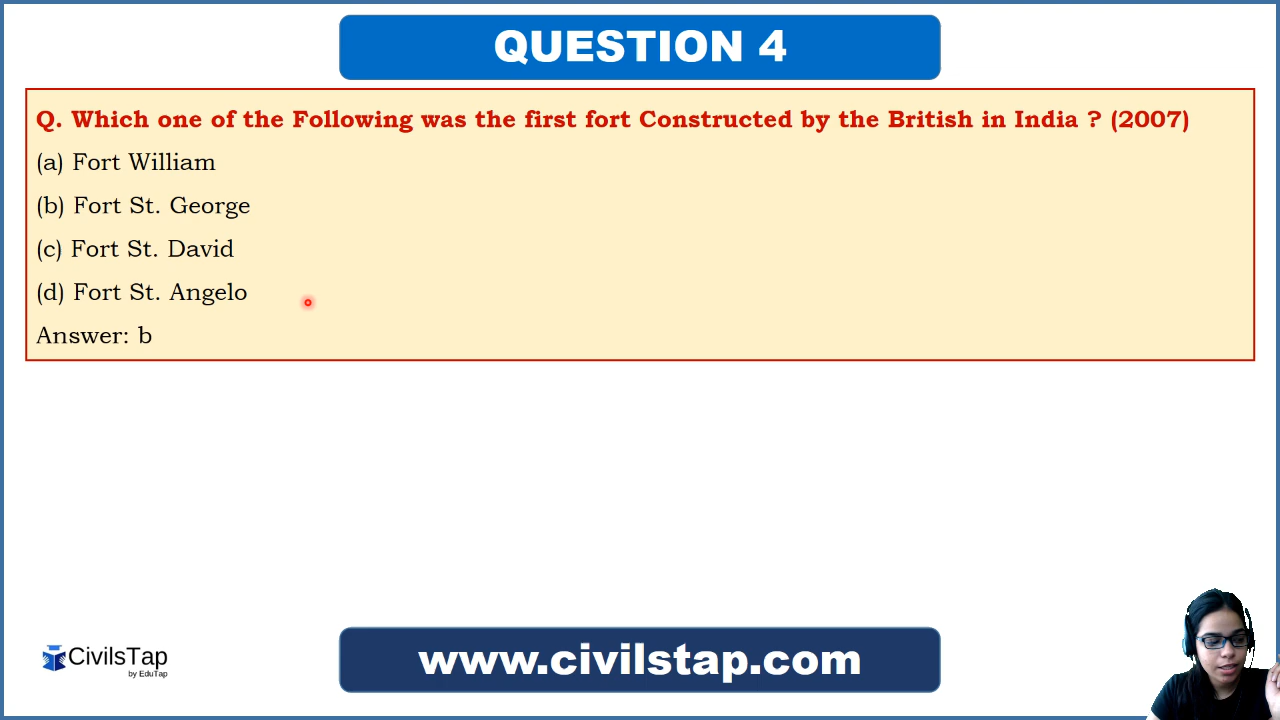 QUESTION 4
Q. Which one of the Following was the first fort Constructed by the British in India ? (2007)
(a) Fort William
(b) Fort St. George
(c) Fort St. David
(d) Fort St. Angelo
Answer: b
CivilsTap
by EduTap
www.civilstap.com